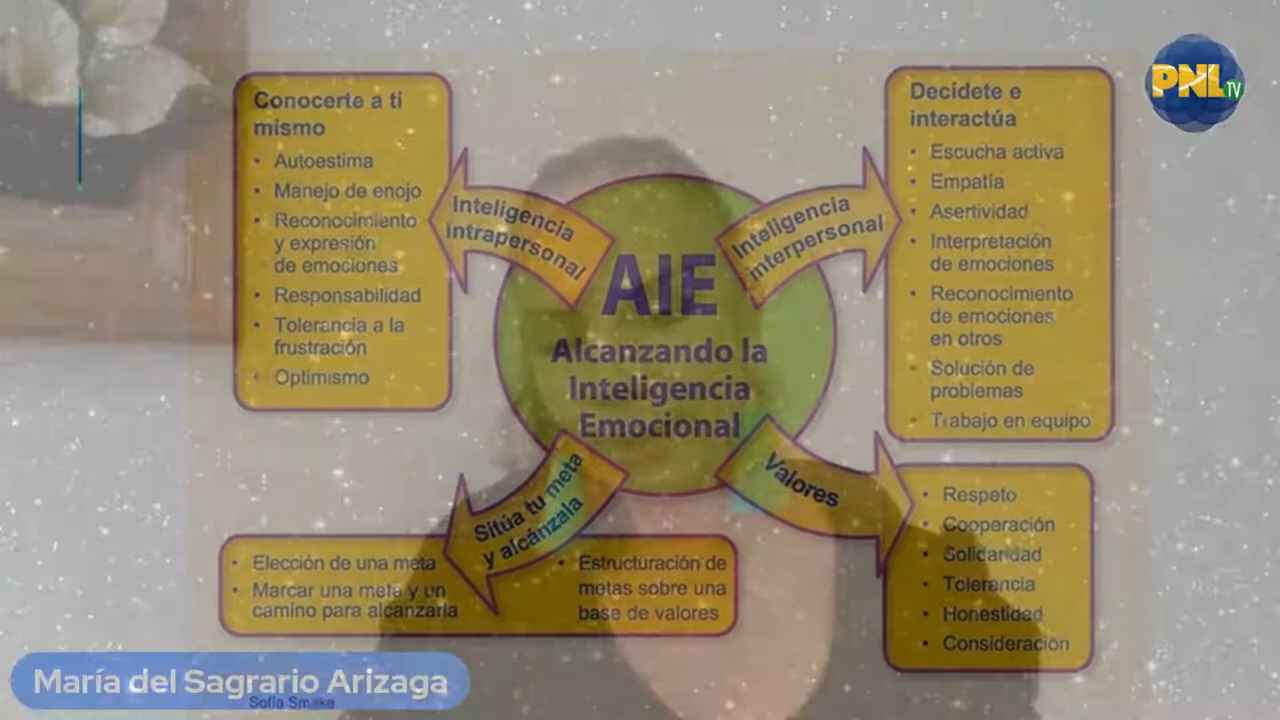 PNL TV
Conocerte a ti
mismo
• Autoestima
• Manejo de enojo
• Reconocimiento
y expresión
de emociones
• Responsabilidad
• Tolerancia a la
frustración
• Optimismo
Inteligencia
intrapersonal
AIE
Alcanzando la
Inteligencia
Emocional
Inteligencia
interpersonal
Decídete e
interactúa
• Escucha activa
• Empatía
• Asertividad
• Interpretación
de emociones
• Reconocimiento
de emociones
en otros
• Solución de
problemas
• Trabajo en equipo
Sitúa tu meta
y alcánzala
• Elección de una meta
• Marcar una meta y un
camino para alcanzarla
• Estructuración de
metas sobre una
base de valores
Valores
• Respeto
• Cooperación
• Solidaridad
• Tolerancia
• Honestidad
• Consideración
María del Sagrario Arizaga
Sofía Smeke